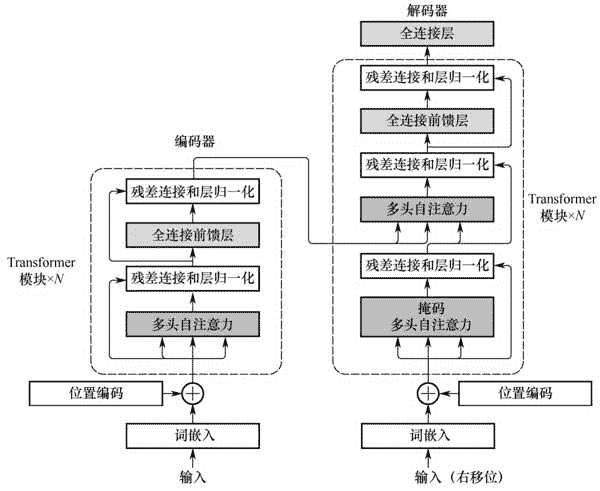 解码器
全连接层
残差连接和层归一化
全连接前馈层
残差连接和层归一化
多头自注意力
残差连接和层归一化
掩码
多头自注意力
Transformer
模块×N
位置编码
词嵌入
输入（右移位）
编码器
残差连接和层归一化
全连接前馈层
残差连接和层归一化
多头自注意力
Transformer
模块×N
位置编码
词嵌入
输入